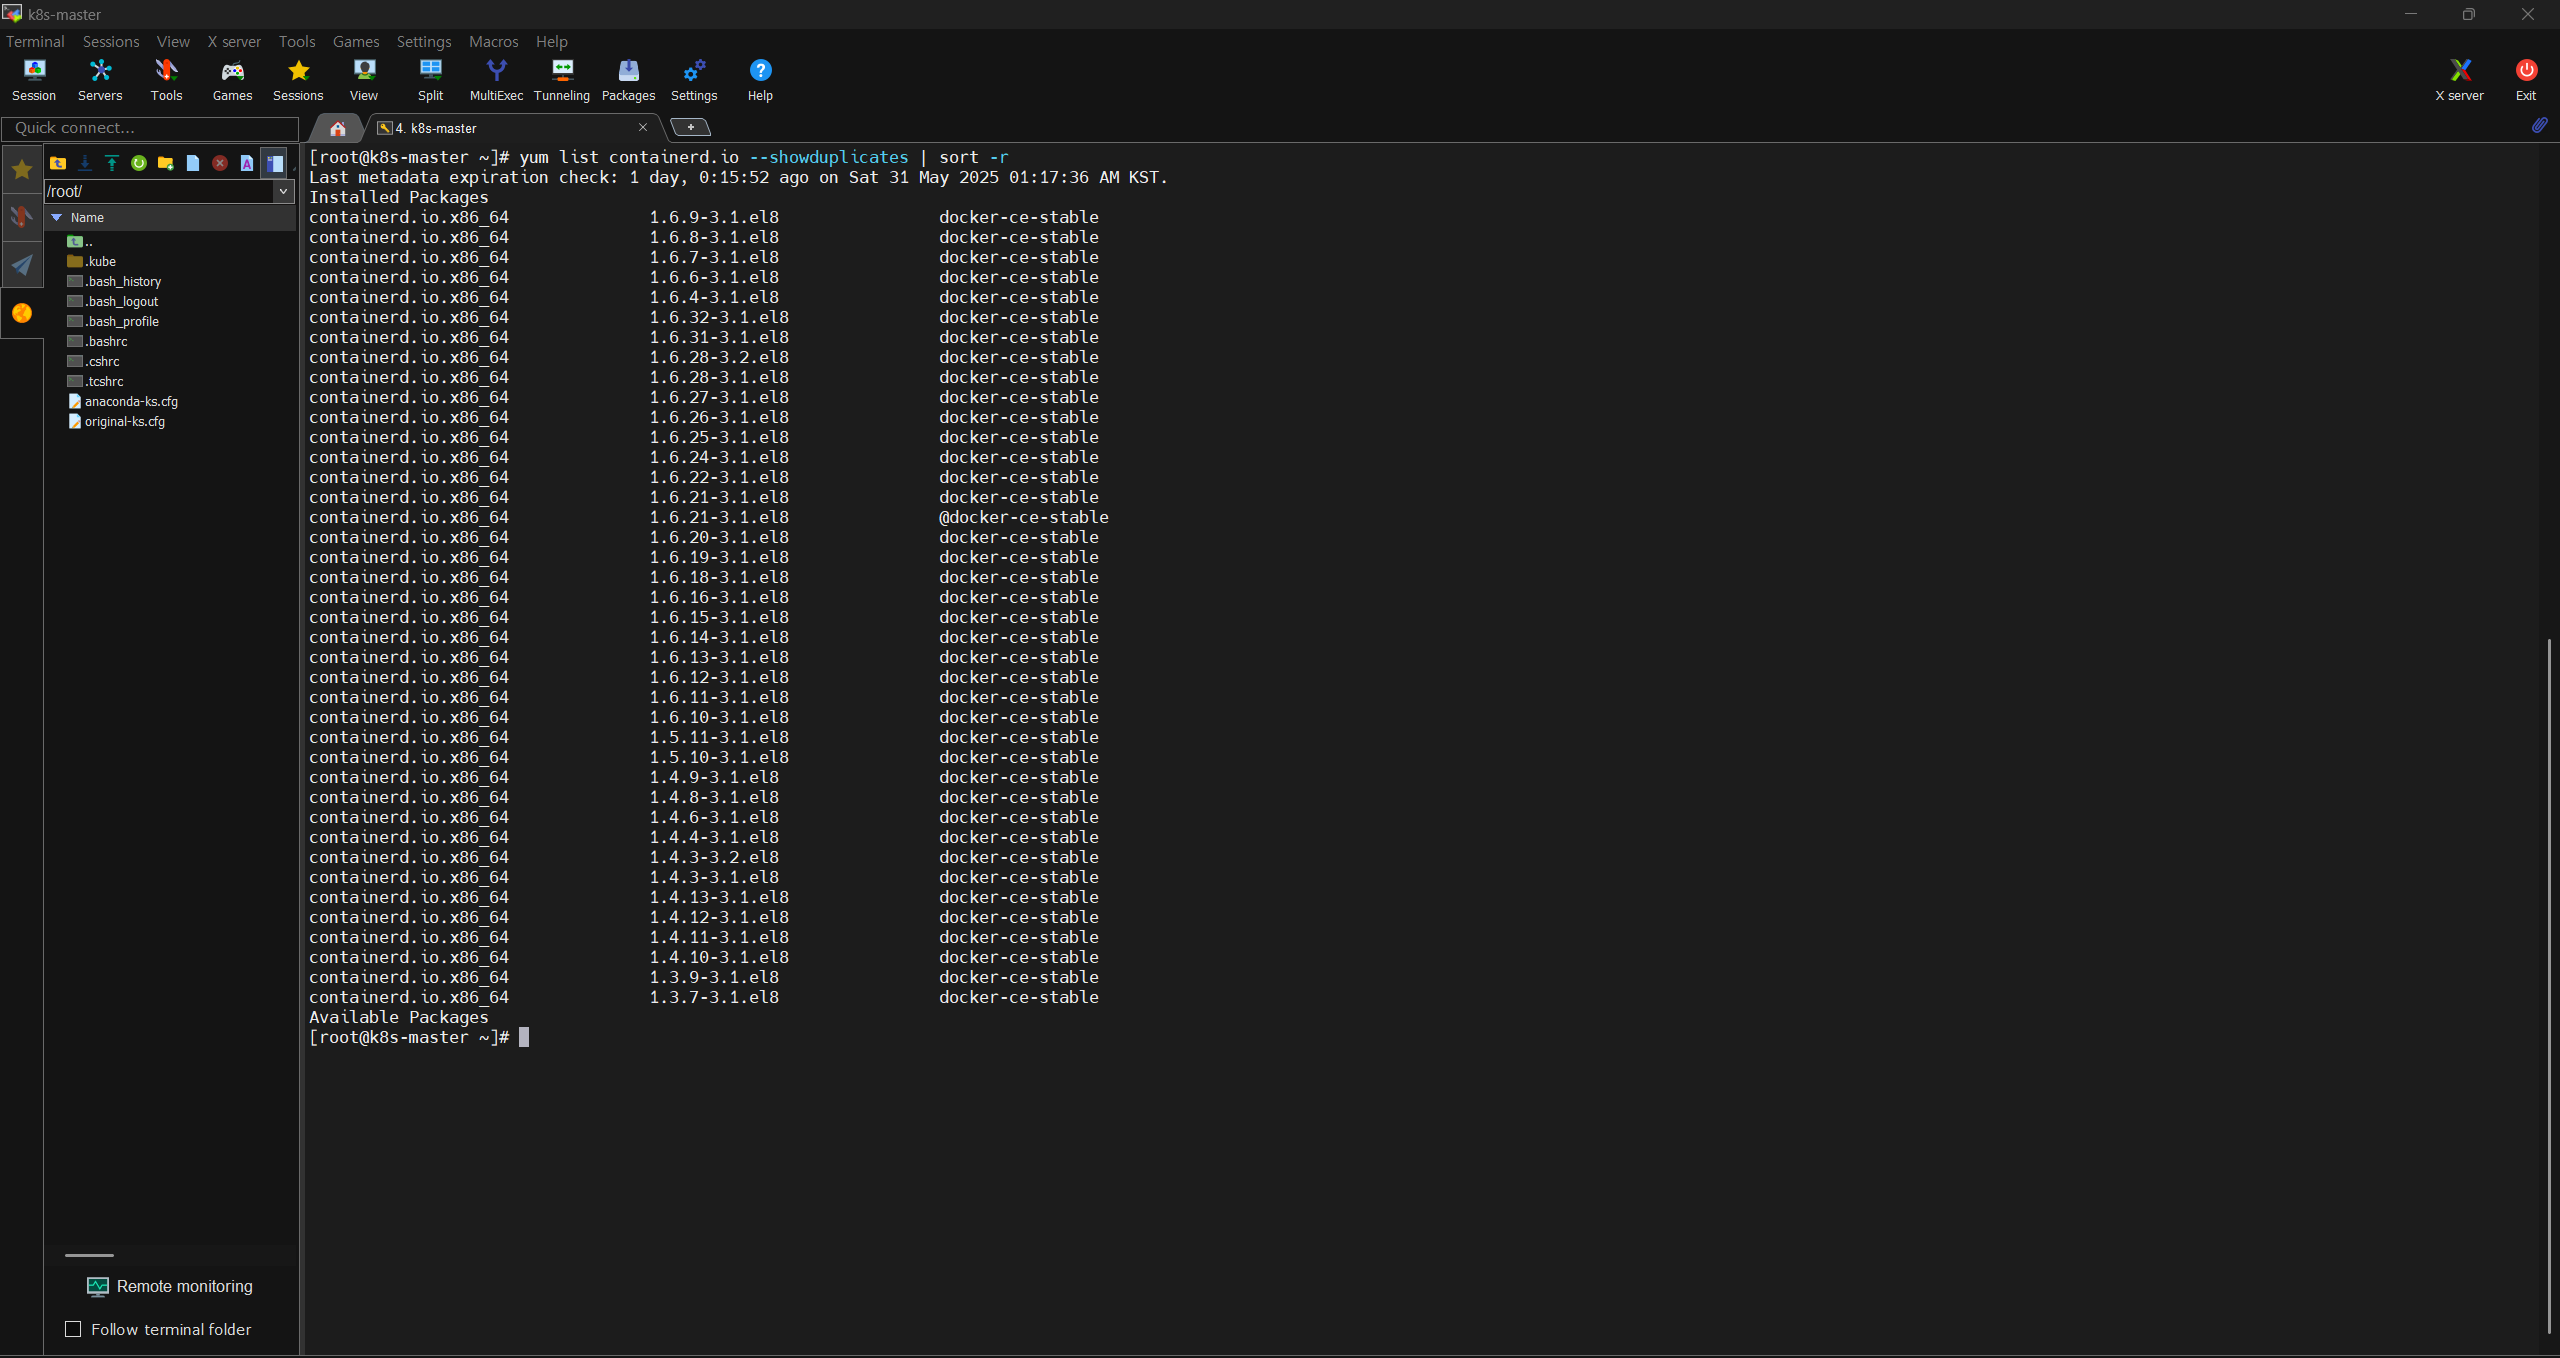 k8s-master
Terminal Sessions View X server Tools Games Settings Macros Help
Session Servers Tools Games Sessions View Split MultiExec Tunneling Packages Settings Help X server Exit
Quick connect... 4. k8s-master
/root/
Name
..
.kube
.bash_history
.bash_logout
.bash_profile
.bashrc
.cshrc
.tcshrc
anaconda-ks.cfg
original-ks.cfg
Remote monitoring
Follow terminal folder
[root@k8s-master ~]# yum list containerd.io --showduplicates | sort -r
Last metadata expiration check: 1 day, 0:15:52 ago on Sat 31 May 2025 01:17:36 AM KST.
Installed Packages
containerd.io.x86_64 1.6.9-3.1.el8 docker-ce-stable
containerd.io.x86_64 1.6.8-3.1.el8 docker-ce-stable
containerd.io.x86_64 1.6.7-3.1.el8 docker-ce-stable
containerd.io.x86_64 1.6.6-3.1.el8 docker-ce-stable
containerd.io.x86_64 1.6.4-3.1.el8 docker-ce-stable
containerd.io.x86_64 1.6.32-3.1.el8 docker-ce-stable
containerd.io.x86_64 1.6.31-3.1.el8 docker-ce-stable
containerd.io.x86_64 1.6.28-3.2.el8 docker-ce-stable
containerd.io.x86_64 1.6.28-3.1.el8 docker-ce-stable
containerd.io.x86_64 1.6.27-3.1.el8 docker-ce-stable
containerd.io.x86_64 1.6.26-3.1.el8 docker-ce-stable
containerd.io.x86_64 1.6.25-3.1.el8 docker-ce-stable
containerd.io.x86_64 1.6.24-3.1.el8 docker-ce-stable
containerd.io.x86_64 1.6.22-3.1.el8 docker-ce-stable
containerd.io.x86_64 1.6.21-3.1.el8 docker-ce-stable
containerd.io.x86_64 1.6.21-3.1.el8 @docker-ce-stable
containerd.io.x86_64 1.6.20-3.1.el8 docker-ce-stable
containerd.io.x86_64 1.6.19-3.1.el8 docker-ce-stable
containerd.io.x86_64 1.6.18-3.1.el8 docker-ce-stable
containerd.io.x86_64 1.6.16-3.1.el8 docker-ce-stable
containerd.io.x86_64 1.6.15-3.1.el8 docker-ce-stable
containerd.io.x86_64 1.6.14-3.1.el8 docker-ce-stable
containerd.io.x86_64 1.6.13-3.1.el8 docker-ce-stable
containerd.io.x86_64 1.6.12-3.1.el8 docker-ce-stable
containerd.io.x86_64 1.6.11-3.1.el8 docker-ce-stable
containerd.io.x86_64 1.6.10-3.1.el8 docker-ce-stable
containerd.io.x86_64 1.5.11-3.1.el8 docker-ce-stable
containerd.io.x86_64 1.5.10-3.1.el8 docker-ce-stable
containerd.io.x86_64 1.4.9-3.1.el8 docker-ce-stable
containerd.io.x86_64 1.4.8-3.1.el8 docker-ce-stable
containerd.io.x86_64 1.4.6-3.1.el8 docker-ce-stable
containerd.io.x86_64 1.4.4-3.1.el8 docker-ce-stable
containerd.io.x86_64 1.4.3-3.2.el8 docker-ce-stable
containerd.io.x86_64 1.4.3-3.1.el8 docker-ce-stable
containerd.io.x86_64 1.4.13-3.1.el8 docker-ce-stable
containerd.io.x86_64 1.4.12-3.1.el8 docker-ce-stable
containerd.io.x86_64 1.4.11-3.1.el8 docker-ce-stable
containerd.io.x86_64 1.4.10-3.1.el8 docker-ce-stable
containerd.io.x86_64 1.3.9-3.1.el8 docker-ce-stable
containerd.io.x86_64 1.3.7-3.1.el8 docker-ce-stable
Available Packages
[root@k8s-master ~]#